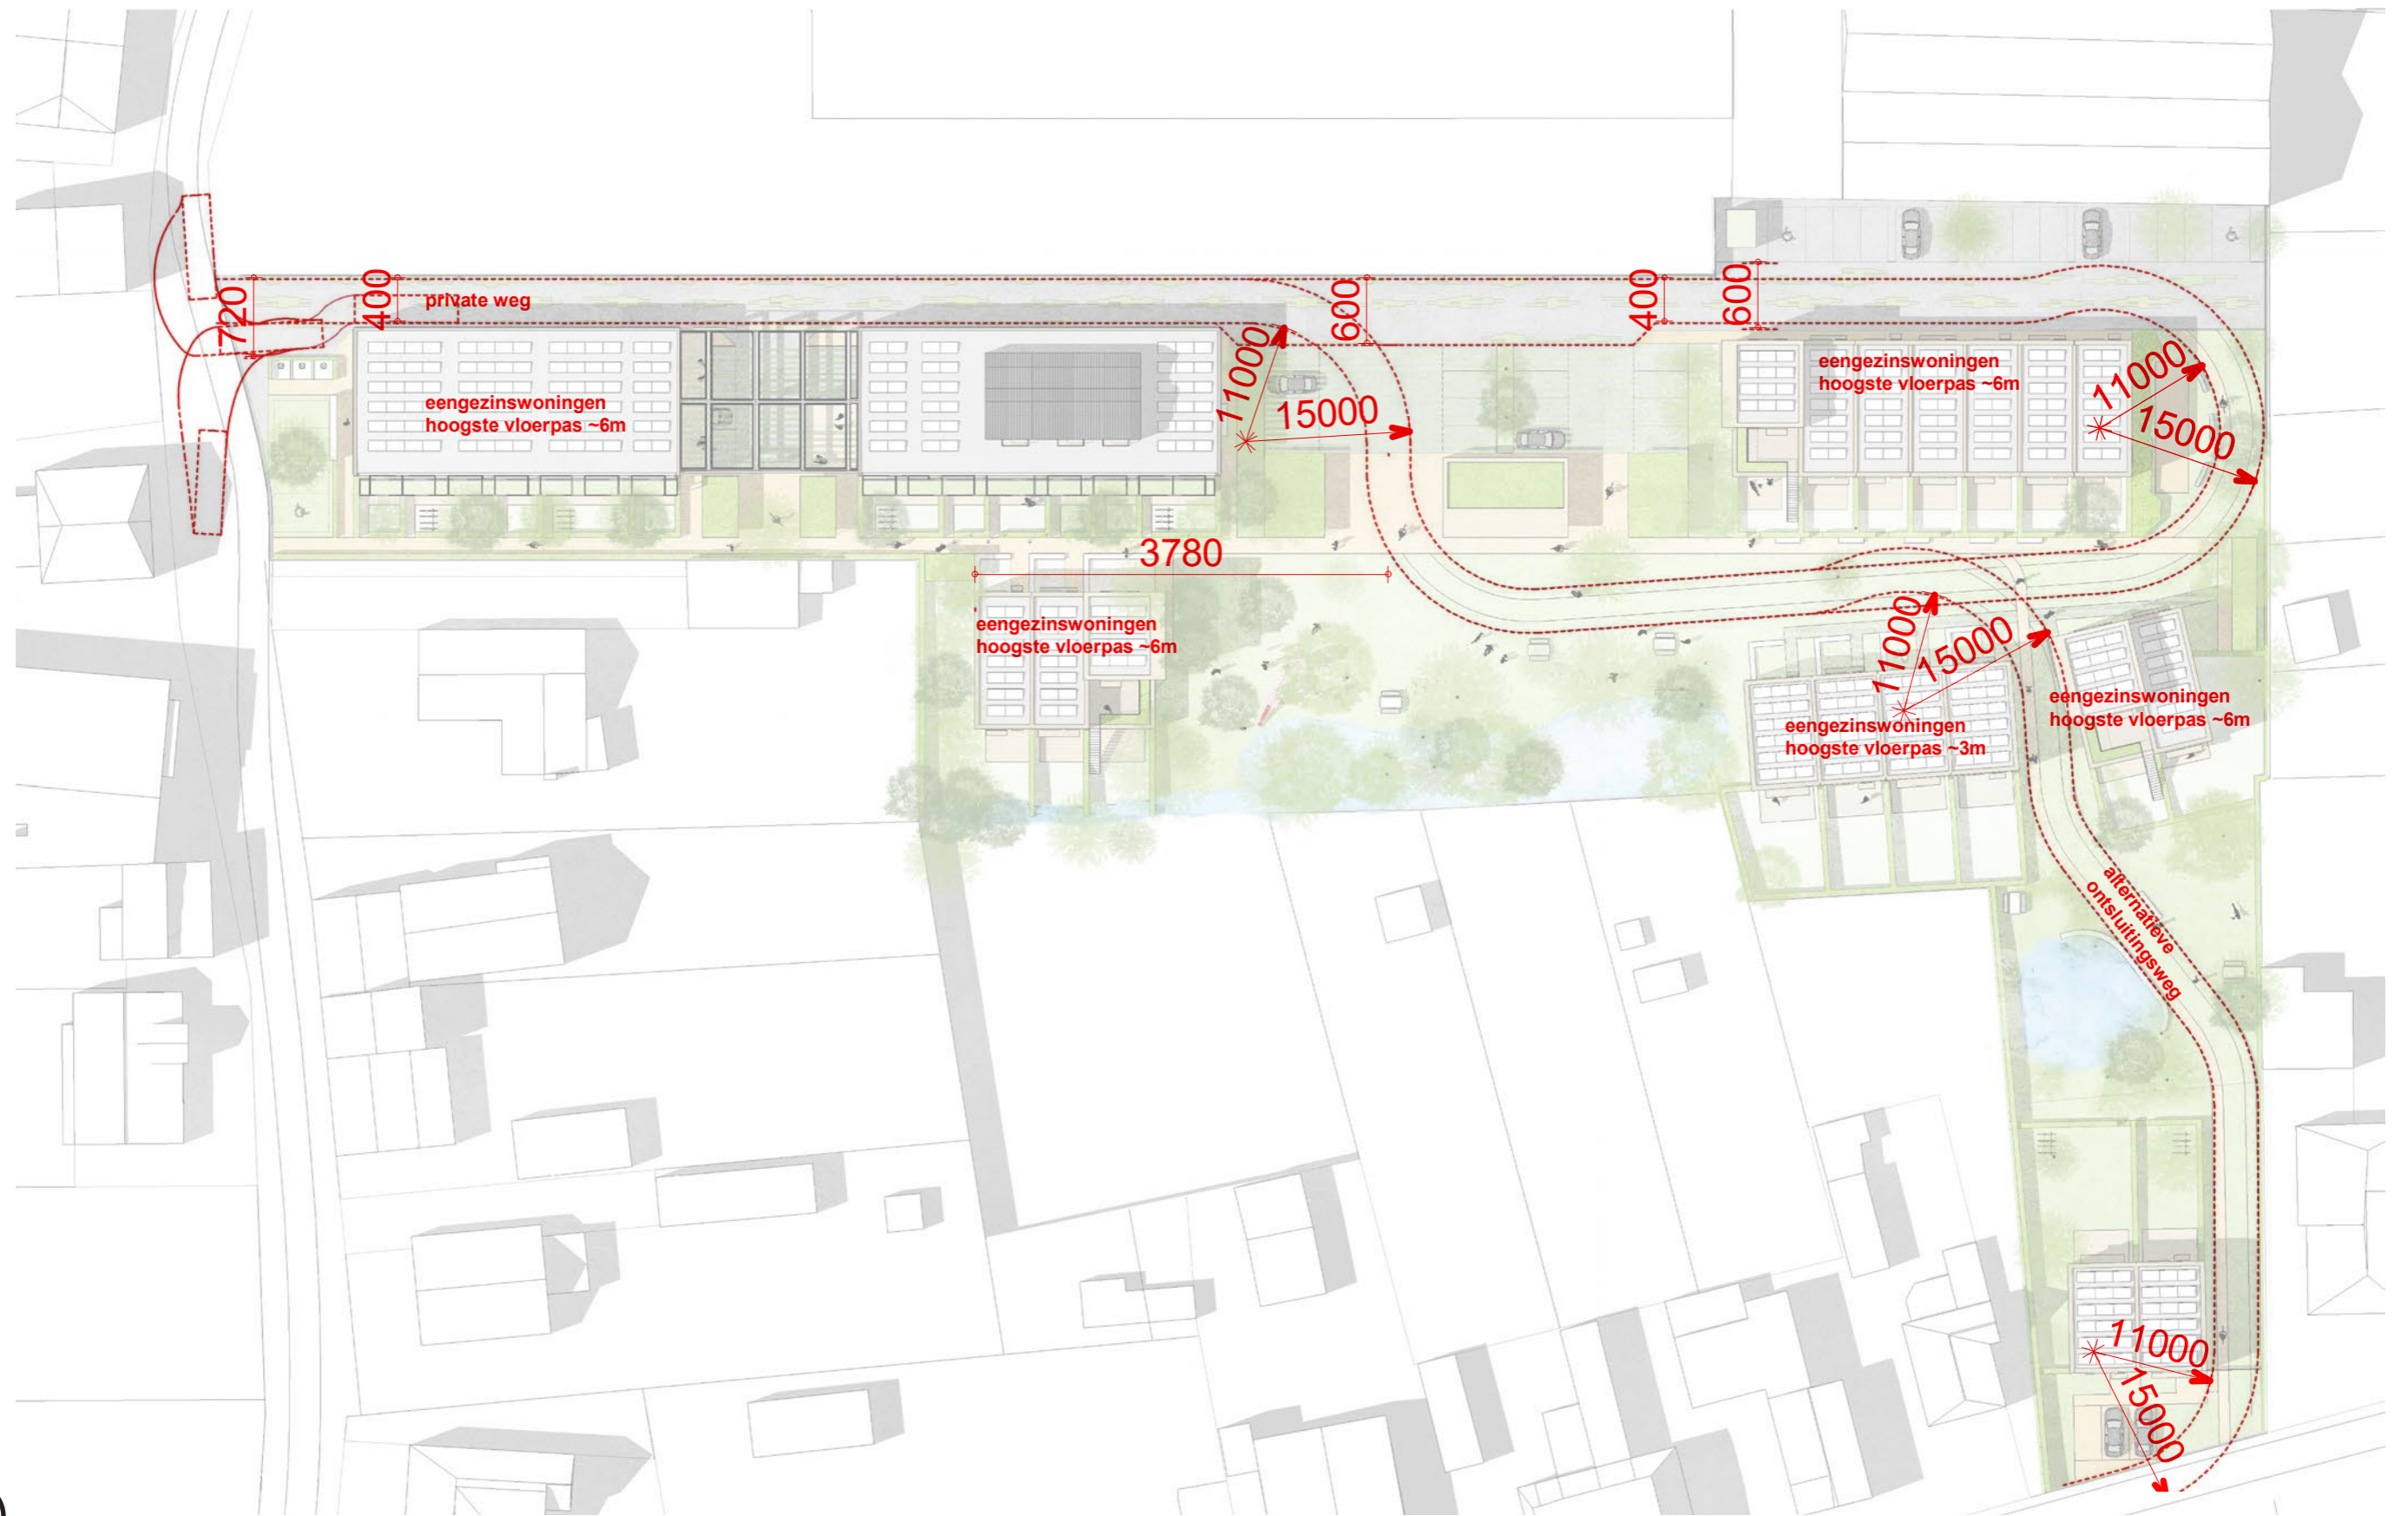 720
400
private weg
600
400
600
eengezinswoningen
hoogste vloerpas ~6m
11000
15000
eengezinswoningen
hoogste vloerpas ~6m
11000
15000
3780
eengezinswoningen
hoogste vloerpas ~6m
11000
15000
eengezinswoningen
hoogste vloerpas ~3m
eengezinswoningen
hoogste vloerpas ~6m
alternatieve
ontsluitingsweg
11000
15000